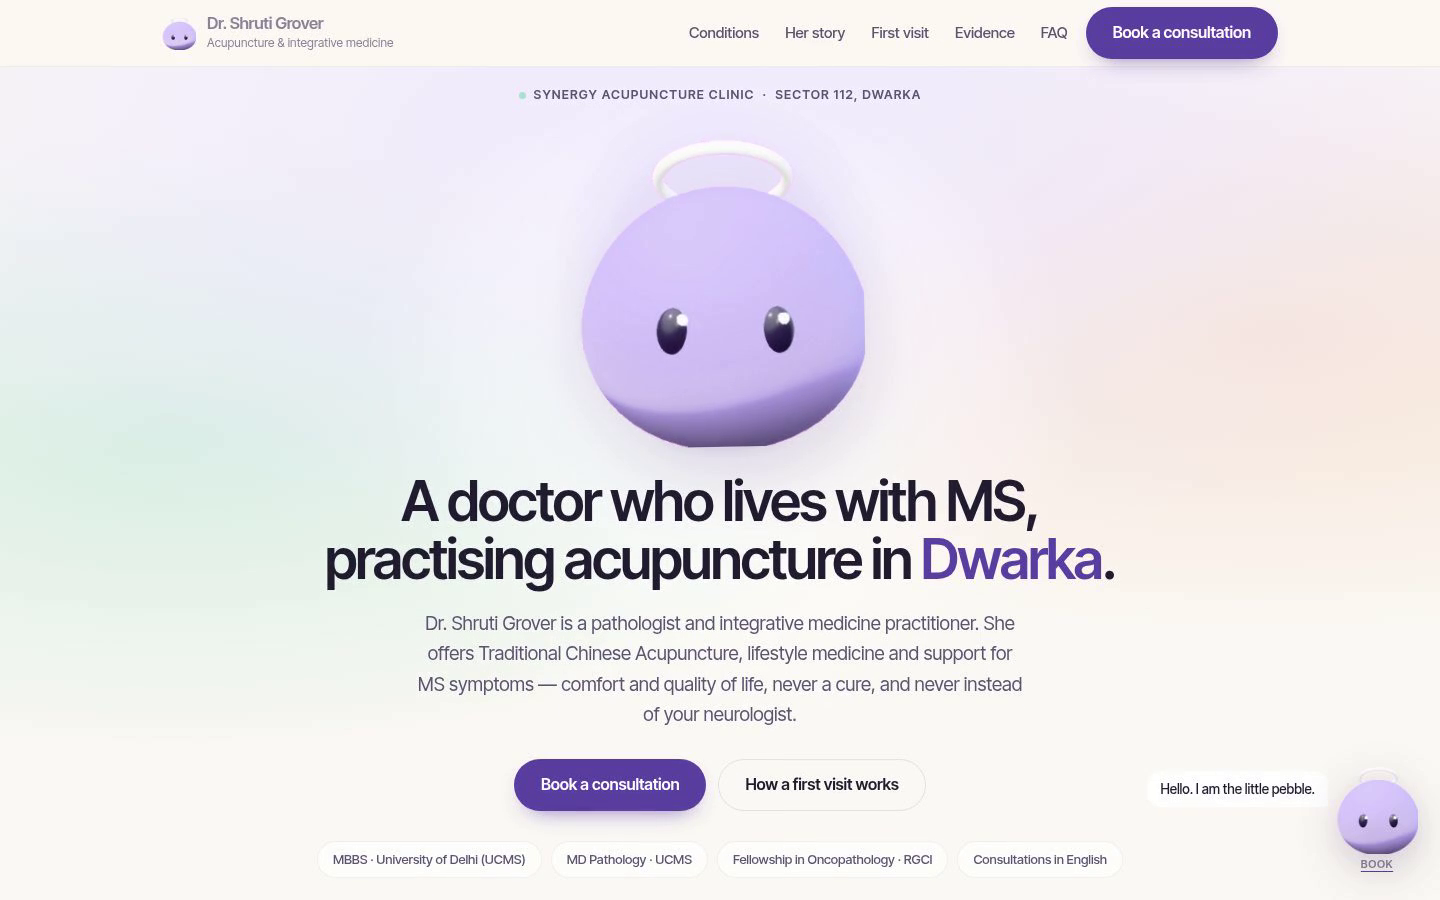 Dr. Shruti Grover
Acupuncture & integrative medicine
Conditions
Her story
First visit
Evidence
FAQ
Book a consultation
SYNERGY ACUPUNCTURE CLINIC · SECTOR 112, DWARKA
A doctor who lives with MS,
practising acupuncture in Dwarka.
Dr. Shruti Grover is a pathologist and integrative medicine practitioner. She
offers Traditional Chinese Acupuncture, lifestyle medicine and support for
MS symptoms — comfort and quality of life, never a cure, and never instead
of your neurologist.
Book a consultation
How a first visit works
Hello. I am the little pebble.
BOOK
MBBS · University of Delhi (UCMS)
MD Pathology · UCMS
Fellowship in Oncopathology · RGCI
Consultations in English